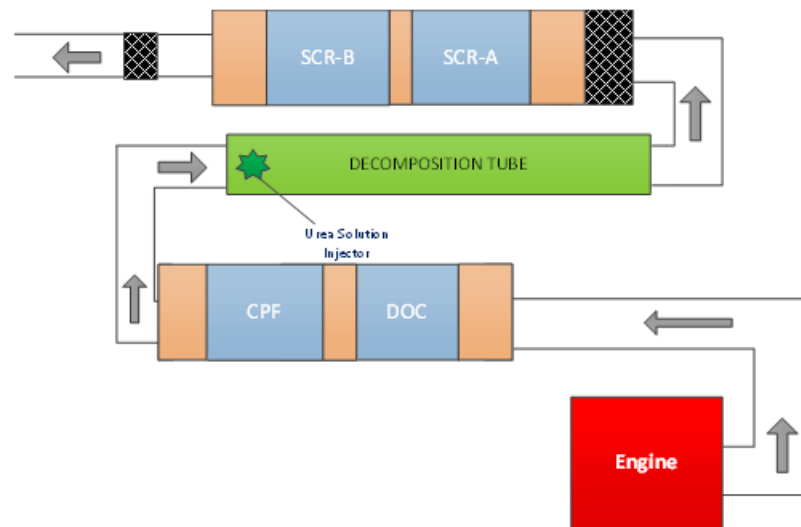 SCR-B
SCR-A
DECOMPOSITION TUBE
Urea Solution
Injector
CPF
DOC
Engine